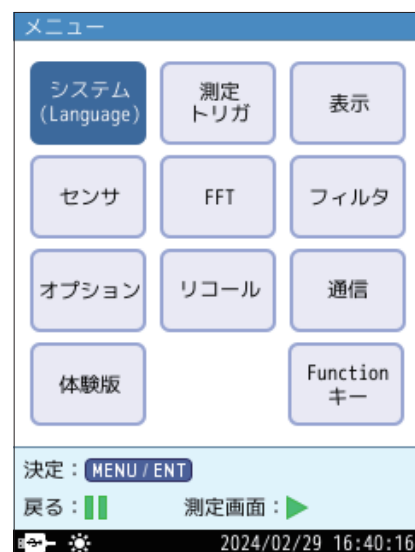 メニュー
システム
(Language)
測定
トリガ
表示
センサ
FFT
フィルタ
オプション
リコール
通信
体験版
Function
キー
決定：MENU/ENT
戻る： 測定画面：
2024/02/29 16:40:16